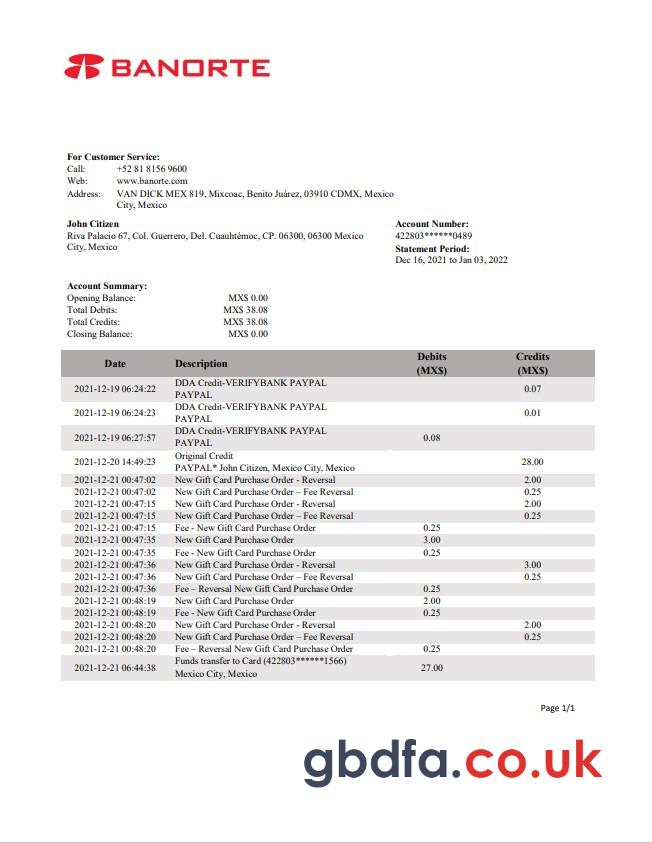 BANORTE
For Customer Service:
Call: +52 81 8156 9600
Web: www.banorte.com
Address: VAN DICK MEX 819, Mixcoac, Benito Juárez, 03910 CDMX, Mexico
City, Mexico
John Citizen
Riva Palacio 67, Col. Guerrero, Del. Cuauhtémoc, CP. 06300, 06300 Mexico
City, Mexico
Account Number:
422803******0489
Statement Period:
Dec 16, 2021 to Jan 03, 2022
Account Summary:
Opening Balance: MX$ 0.00
Total Debits: MX$ 38.08
Total Credits: MX$ 38.08
Closing Balance: MX$ 0.00
Date Description Debits (MX$) Credits (MX$)
2021-12-19 06:24:22 DDA Credit-VERIFYBANK PAYPAL PAYPAL 0.07
2021-12-19 06:24:23 DDA Credit-VERIFYBANK PAYPAL PAYPAL 0.01
2021-12-19 06:27:57 DDA Credit-VERIFYBANK PAYPAL PAYPAL 0.08
2021-12-20 14:49:23 Original Credit PAYPAL* John Citizen, Mexico City, Mexico 28.00
2021-12-21 00:47:02 New Gift Card Purchase Order - Reversal 2.00
2021-12-21 00:47:02 New Gift Card Purchase Order – Fee Reversal 0.25
2021-12-21 00:47:15 New Gift Card Purchase Order - Reversal 2.00
2021-12-21 00:47:15 New Gift Card Purchase Order – Fee Reversal 0.25
2021-12-21 00:47:15 Fee - New Gift Card Purchase Order 0.25
2021-12-21 00:47:35 New Gift Card Purchase Order 3.00
2021-12-21 00:47:35 Fee - New Gift Card Purchase Order 0.25
2021-12-21 00:47:36 New Gift Card Purchase Order - Reversal 3.00
2021-12-21 00:47:36 New Gift Card Purchase Order – Fee Reversal 0.25
2021-12-21 00:47:36 Fee – Reversal New Gift Card Purchase Order 0.25
2021-12-21 00:48:19 New Gift Card Purchase Order 2.00
2021-12-21 00:48:19 Fee - New Gift Card Purchase Order 0.25
2021-12-21 00:48:20 New Gift Card Purchase Order - Reversal 2.00
2021-12-21 00:48:20 New Gift Card Purchase Order – Fee Reversal 0.25
2021-12-21 00:48:20 Fee – Reversal New Gift Card Purchase Order 0.25
2021-12-21 06:44:38 Funds transfer to Card (422803******1566) Mexico City, Mexico 27.00
Page 1/1
gbdfa.co.uk